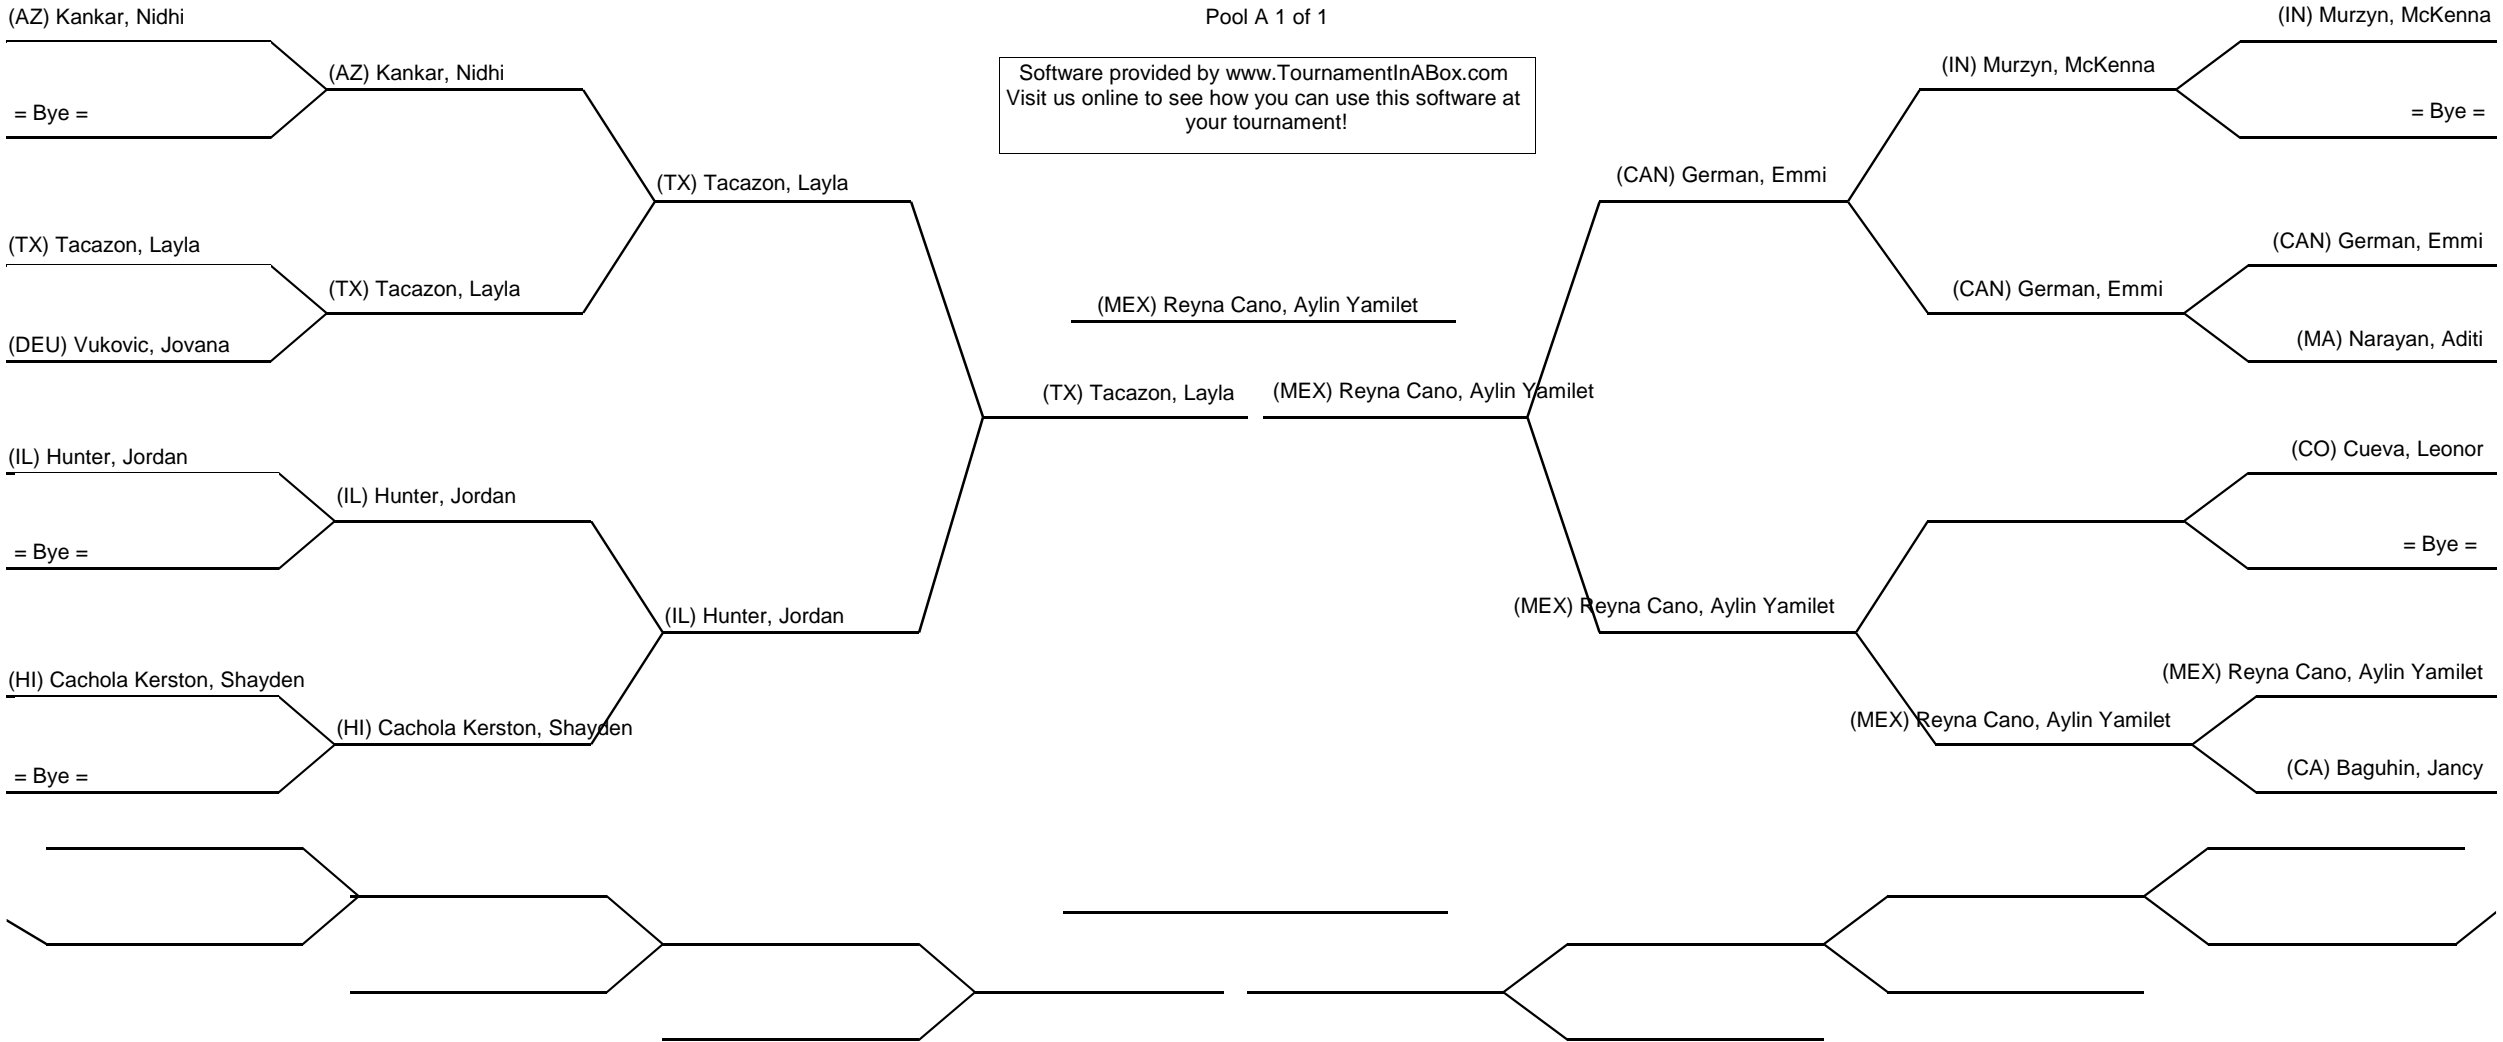 Pool A 1 of 1
Software provided by www.TournamentInABox.com
Visit us online to see how you can use this software at
your tournament!
(AZ) Kankar, Nidhi
= Bye =
(TX) Tacazon, Layla
(DEU) Vukovic, Jovana
(IL) Hunter, Jordan
= Bye =
(HI) Cachola Kerston, Shayden
= Bye =
(AZ) Kankar, Nidhi
(TX) Tacazon, Layla
(IL) Hunter, Jordan
(HI) Cachola Kerston, Shayden
(TX) Tacazon, Layla
(IL) Hunter, Jordan
(MEX) Reyna Cano, Aylin Yamilet
(TX) Tacazon, Layla
(MEX) Reyna Cano, Aylin Yamilet
(CAN) German, Emmi
(MEX) Reyna Cano, Aylin Yamilet
(IN) Murzyn, McKenna
(CAN) German, Emmi
(MEX) Reyna Cano, Aylin Yamilet
(IN) Murzyn, McKenna
= Bye =
(CAN) German, Emmi
(MA) Narayan, Aditi
(CO) Cueva, Leonor
= Bye =
(MEX) Reyna Cano, Aylin Yamilet
(CA) Baguhin, Jancy